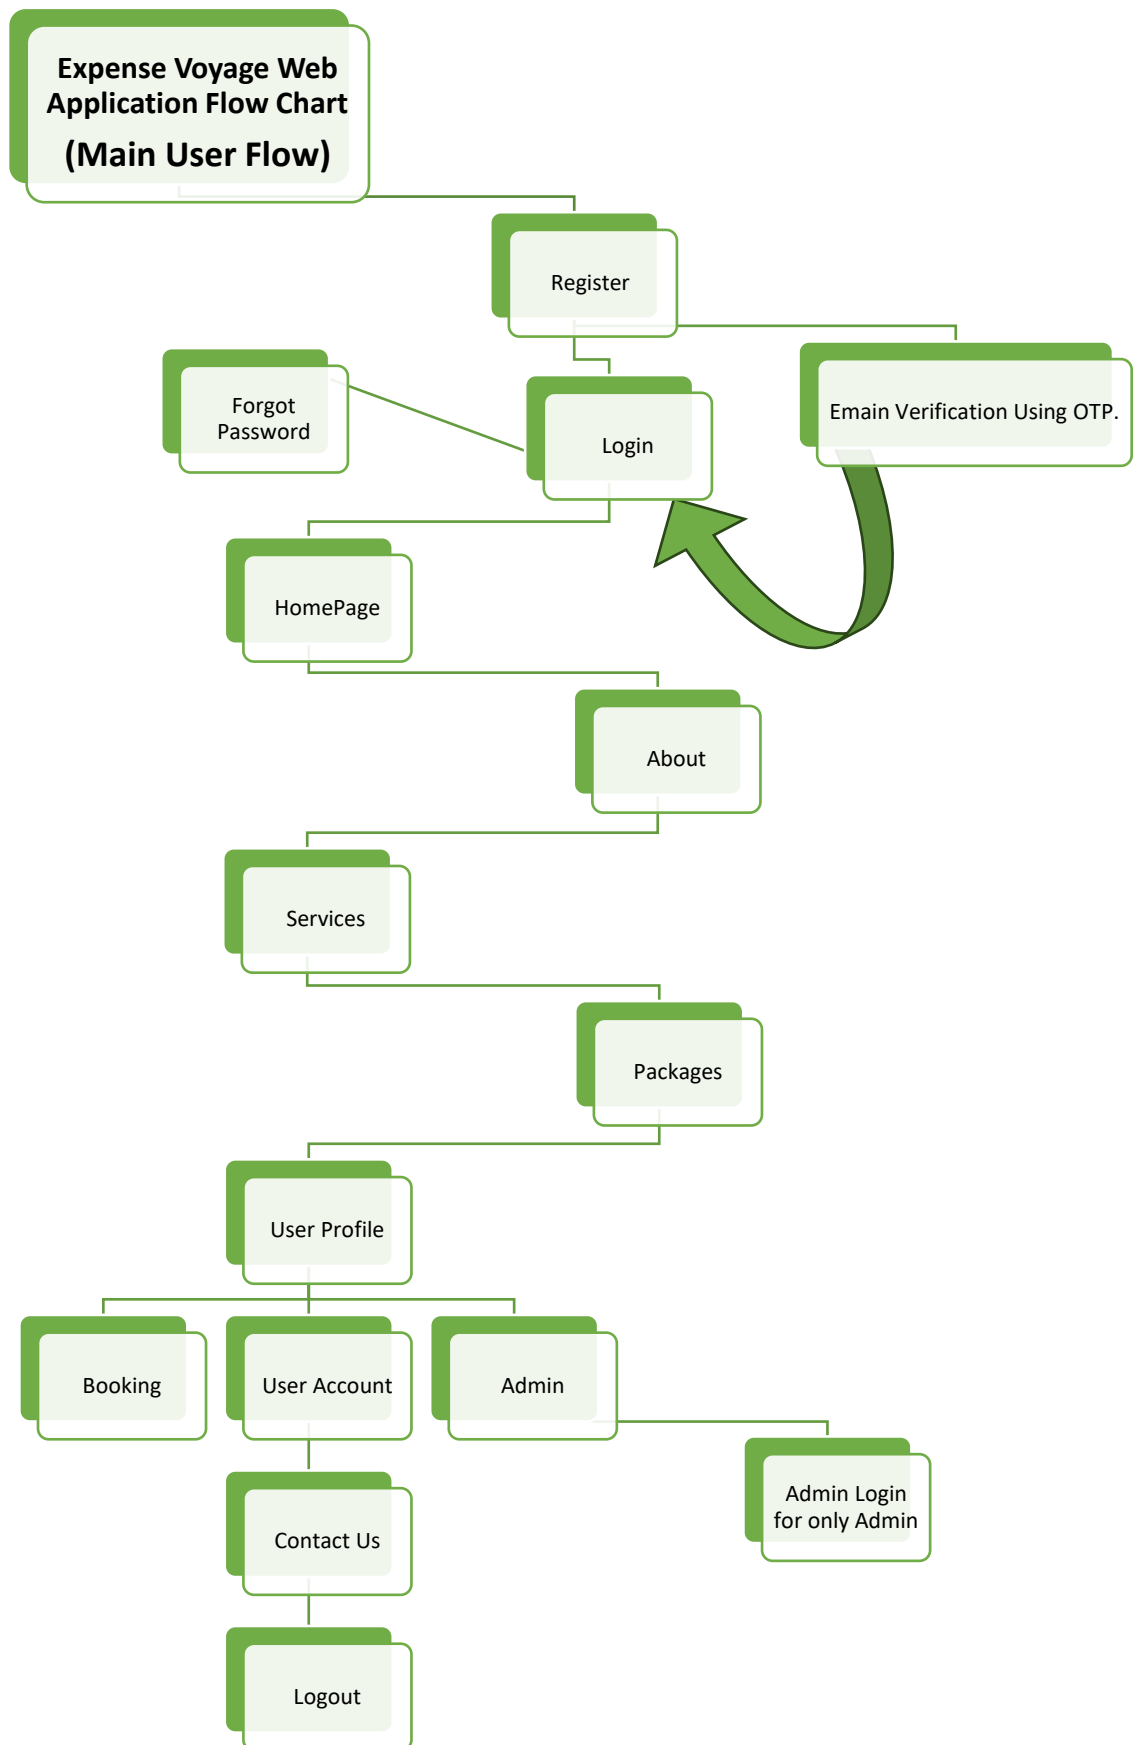 Expense Voyage Web
Application Flow Chart
(Main User Flow)
Register
Forgot
Password
Login
Emain Verification Using OTP.
HomePage
About
Services
Packages
User Profile
Booking
User Account
Admin
Admin Login
for only Admin
Contact Us
Logout